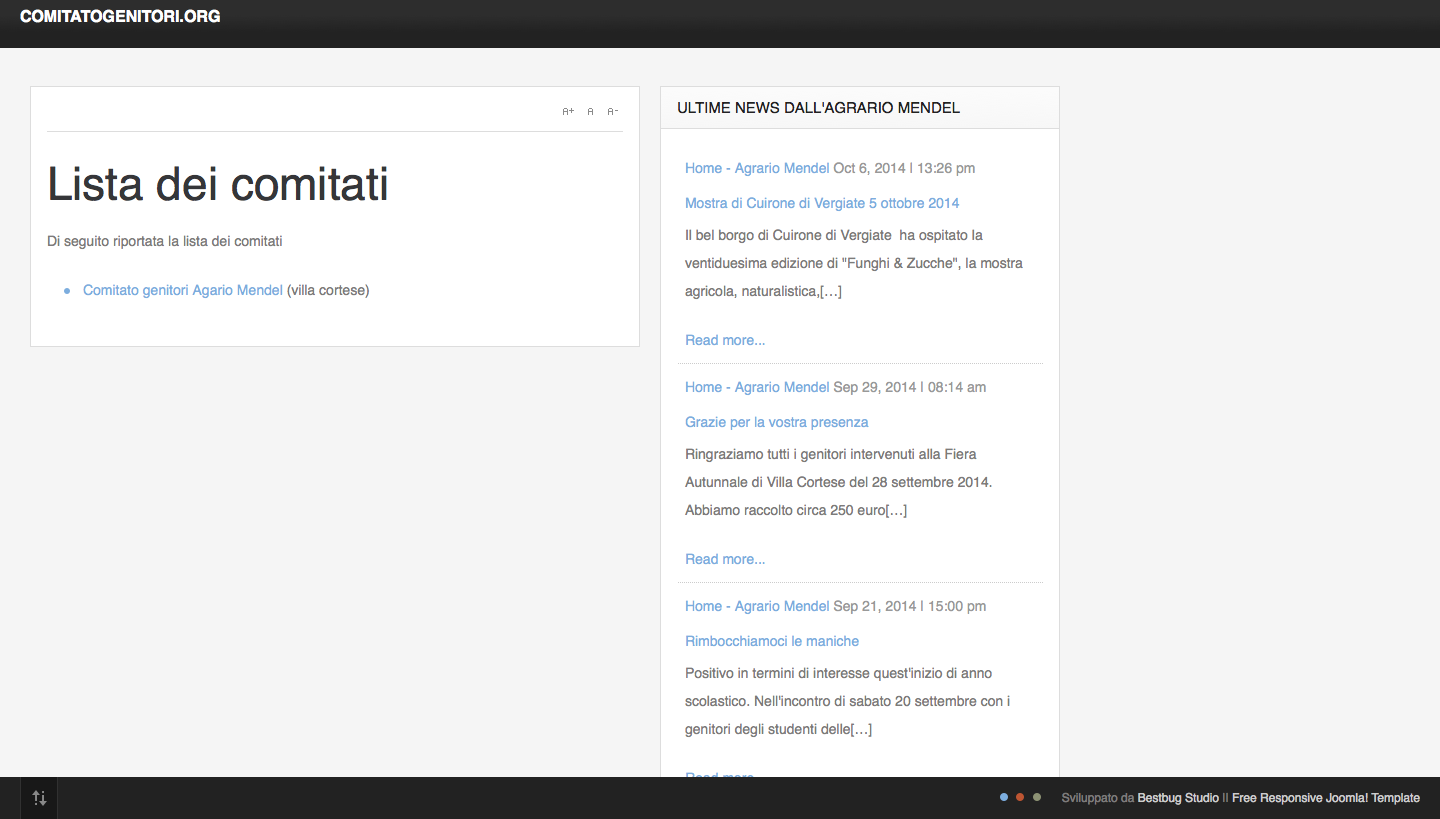 COMITATOGENITORI.ORG
A+ A A-
Lista dei comitati
Di seguito riportata la lista dei comitati
Comitato genitori Agario Mendel (villa cortese)
ULTIME NEWS DALL'AGRARIO MENDEL
Home - Agrario Mendel Oct 6, 2014 | 13:26 pm
Mostra di Cuirone di Vergiate 5 ottobre 2014
Il bel borgo di Cuirone di Vergiate  ha ospitato la
ventiduesima edizione di "Funghi & Zucche", la mostra
agricola, naturalistica,[…]
Read more...
Home - Agrario Mendel Sep 29, 2014 | 08:14 am
Grazie per la vostra presenza
Ringraziamo tutti i genitori intervenuti alla Fiera
Autunnale di Villa Cortese del 28 settembre 2014.
Abbiamo raccolto circa 250 euro[…]
Read more...
Home - Agrario Mendel Sep 21, 2014 | 15:00 pm
Rimbocchiamoci le maniche
Positivo in termini di interesse quest'inizio di anno
scolastico. Nell'incontro di sabato 20 settembre con i
genitori degli studenti delle[…]
Read more...
Sviluppato da Bestbug Studio || Free Responsive Joomla! Template